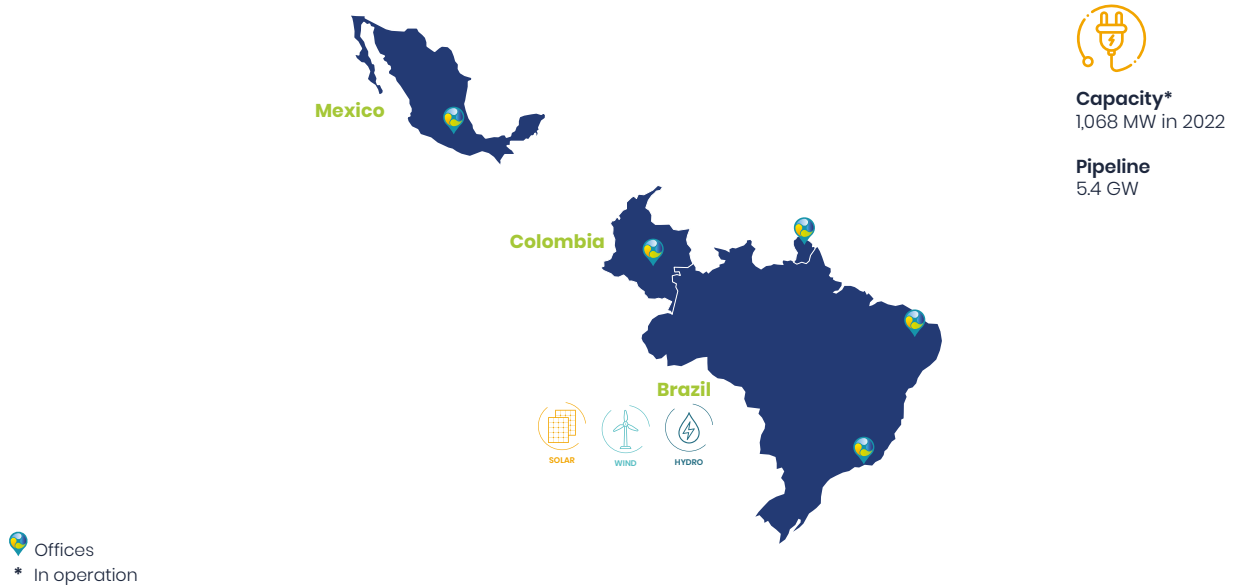 Mexico
Capacity*
1,068 MW in 2022
Pipeline
5.4 GW
Colombia
Brazil
SOLAR
WIND
HYDRO
Offices
* In operation